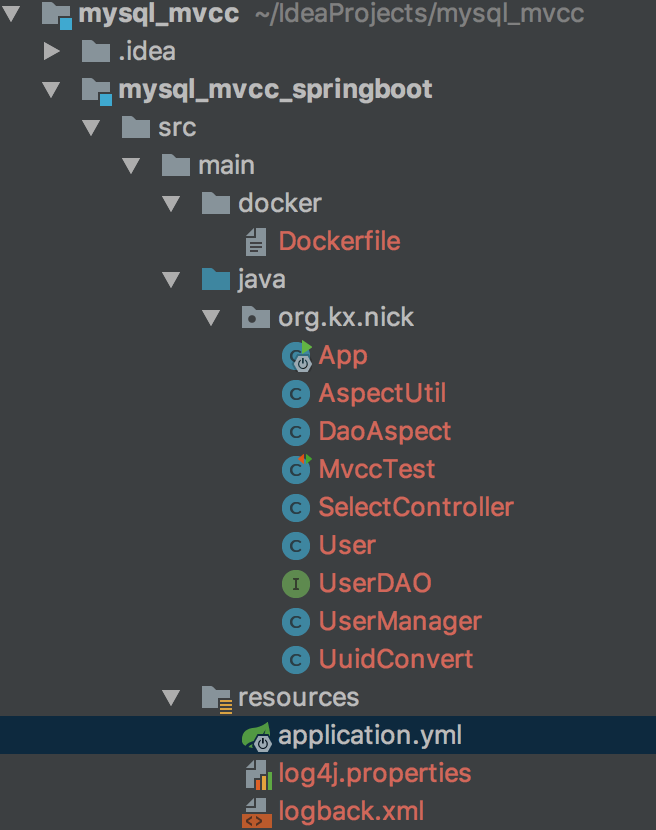 mysql_mvcc ~/IdeaProjects/mysql_mvcc
.idea
mysql_mvcc_springboot
src
main
docker
Dockerfile
java
org.kx.nick
App
AspectUtil
DaoAspect
MvccTest
SelectController
User
UserDAO
UserManager
UuidConvert
resources
application.yml
log4j.properties
logback.xml